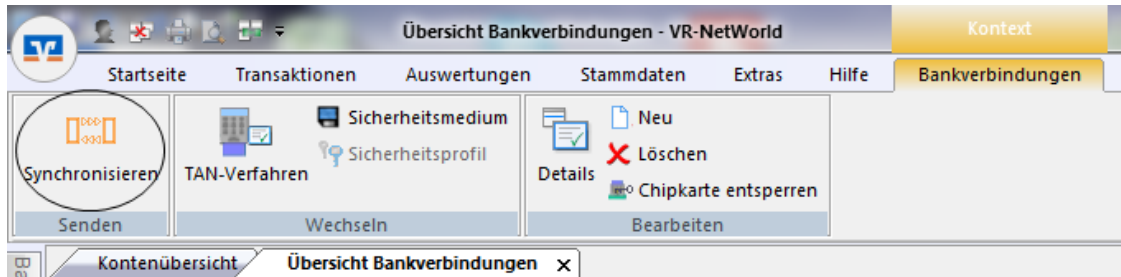 Übersicht Bankverbindungen - VR-NetWorld
Kontext
Startseite Transaktionen Auswertungen Stammdaten Extras Hilfe Bankverbindungen
Synchronisieren
Senden
TAN-Verfahren
Sicherheitsmedium
Sicherheitsprofil
Wechseln
Details
Neu
Löschen
Chipkarte entsperren
Bearbeiten
Ba
Kontenübersicht Übersicht Bankverbindungen x